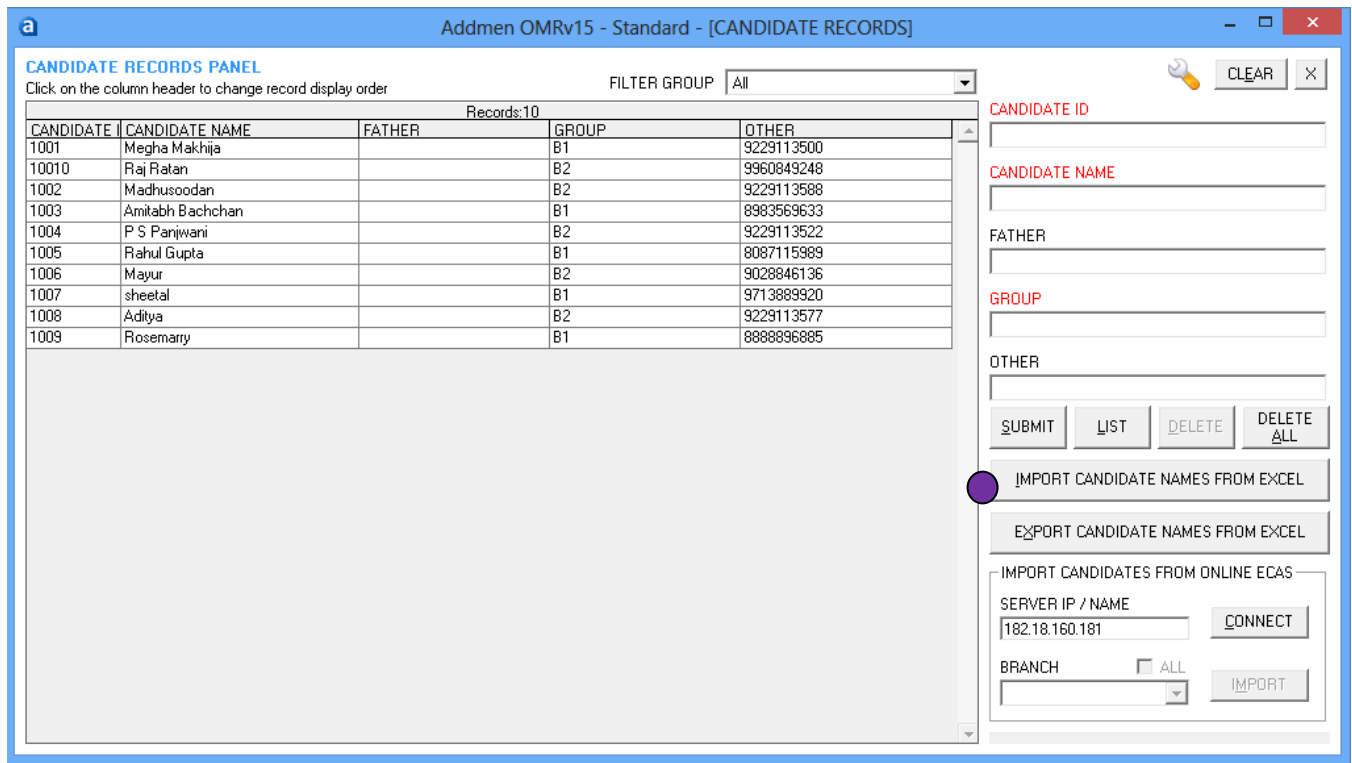 a Addmen OMRv15 - Standard - [CANDIDATE RECORDS]
CANDIDATE RECORDS PANEL
Click on the column header to change record display order
FILTER GROUP All
CLEAR X
Records:10
CANDIDATE I CANDIDATE NAME FATHER GROUP OTHER
1001 Megha Makhija B1 9229113500
10010 Raj Ratan B2 9960849248
1002 Madhusoodan B2 9229113588
1003 Amitabh Bachchan B1 8983569633
1004 P S Panjwani B2 9229113522
1005 Rahul Gupta B1 8087115989
1006 Mayur B2 9028846136
1007 sheetal B1 9713889920
1008 Aditya B2 9229113577
1009 Rosemarry B1 8888896885
CANDIDATE ID
CANDIDATE NAME
FATHER
GROUP
OTHER
SUBMIT LIST DELETE DELETE ALL
IMPORT CANDIDATE NAMES FROM EXCEL
EXPORT CANDIDATE NAMES FROM EXCEL
IMPORT CANDIDATES FROM ONLINE ECAS
SERVER IP / NAME
182.18.160.181 CONNECT
BRANCH ALL
IMPORT